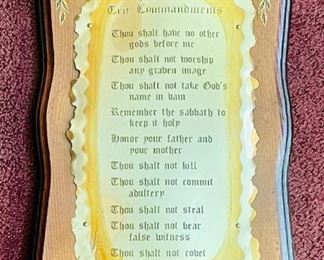 Ten Commandments
Thou shalt have no other
gods before me
Thou shalt not worship
any graven image
Thou shalt not take God's
name in vain
Remember the sabbath to
keep it holy
Honor your father and
your mother
Thou shalt not kill
Thou shalt not commit
adultery
Thou shalt not steal
Thou shalt not bear
false witness
Thou shalt not covet